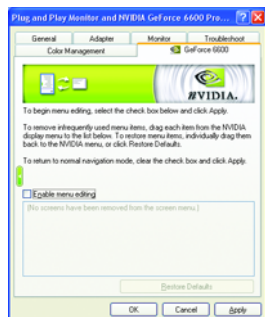 Plug and Play Monitor and NVIDIA GeForce 6600 Pro...
General
Adapter
Monitor
Troubleshoot
Color Management
GeForce 6600
NVIDIA.
To begin menu editing, select the check box below and click Apply.
To remove infrequently used menu items, drag each item from the NVIDIA
display menu to the list below. To restore menu items, individually drag them
back to the NVIDIA menu, or click Restore Defaults.
To return to normal navigation mode, clear the check box and click Apply.
Enable menu editing
(No screens have been removed from the screen menu.)
Restore Defaults
OK
Cancel
Apply